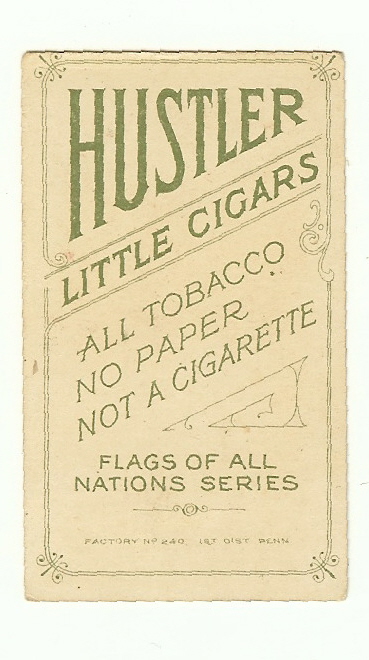 HUSTLER
LITTLE CIGARS
ALL TOBACCO
NO PAPER
NOT A CIGARETTE
FLAGS OF ALL
NATIONS SERIES
FACTORY No 240 1ST DIST PENN